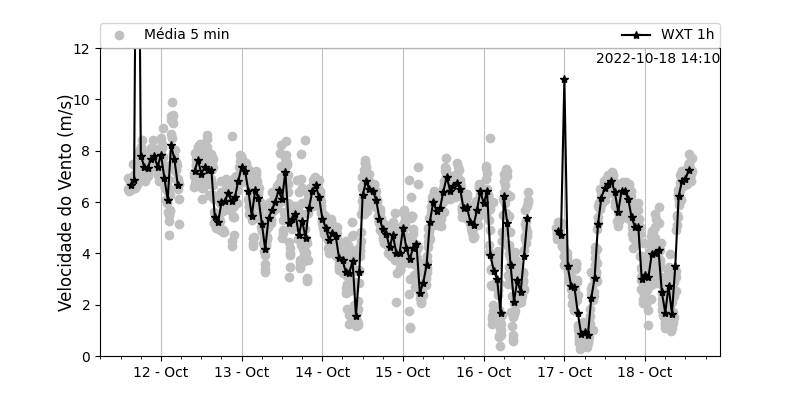 Média 5 min
WXT 1h
2022-10-18 14:10
Velocidade do Vento (m/s)
12
10
8
6
4
2
0
12 - Oct
13 - Oct
14 - Oct
15 - Oct
16 - Oct
17 - Oct
18 - Oct